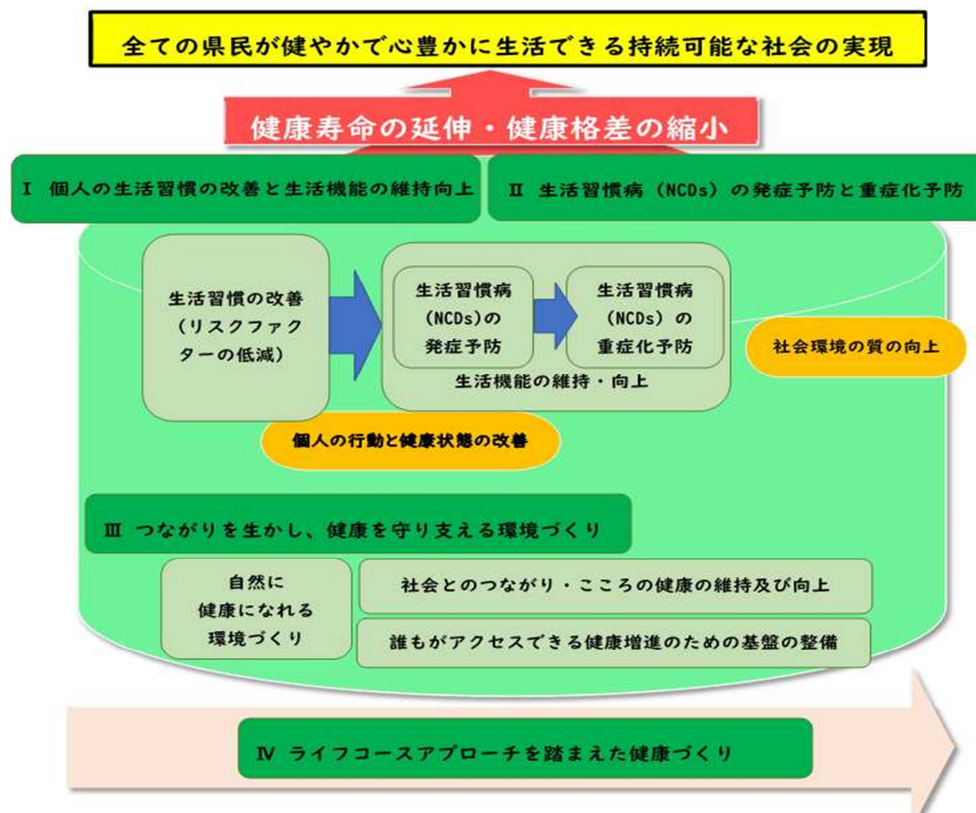 全ての県民が健やかで心豊かに生活できる持続可能な社会の実現
健康寿命の延伸・健康格差の縮小
Ⅰ 個人の生活習慣の改善と生活機能の維持向上
Ⅱ 生活習慣病（NCDs）の発症予防と重症化予防
生活習慣の改善
（リスクファク
ターの低減）
生活習慣病
(NCDs)の
発症予防
生活習慣病
(NCDs) の
重症化予防
生活機能の維持・向上
社会環境の質の向上
個人の行動と健康状態の改善
Ⅲ つながりを生かし、健康を守り支える環境づくり
自然に
健康になれる
環境づくり
社会とのつながり・こころの健康の維持及び向上
誰もがアクセスできる健康増進のための基盤の整備
Ⅳ ライフコースアプローチを踏まえた健康づくり